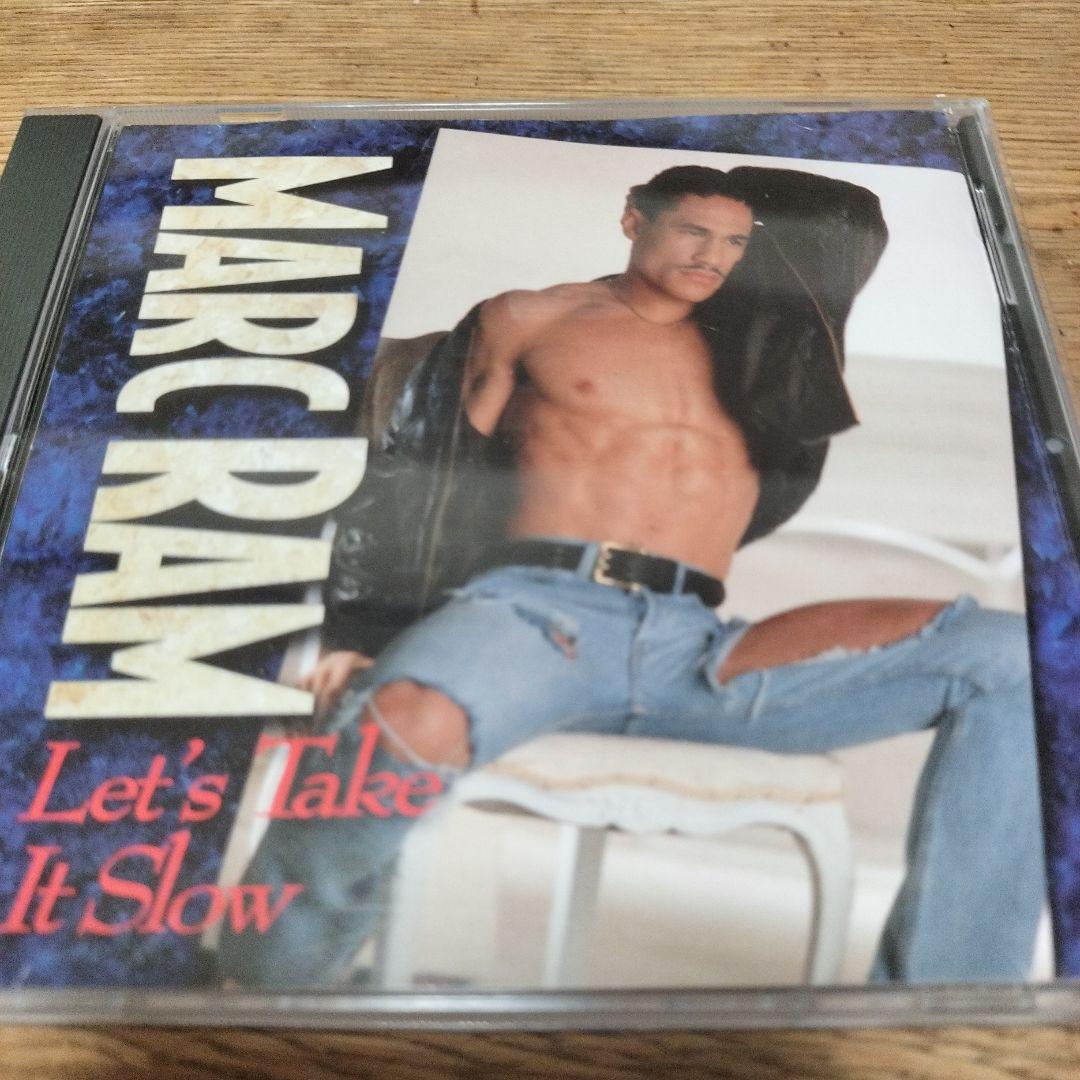 MARC RAM
Let's Take
It Slow